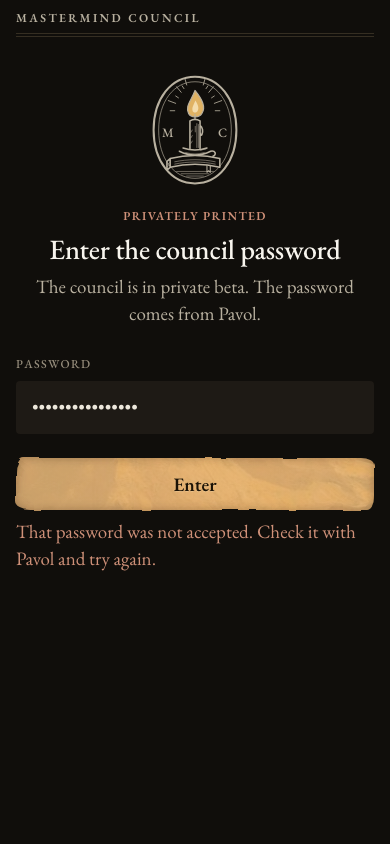 MASTERMIND COUNCIL
M C
PRIVATELY PRINTED
Enter the council password
The council is in private beta. The password
comes from Pavol.
PASSWORD
••••••••••••••••
Enter
That password was not accepted. Check it with
Pavol and try again.